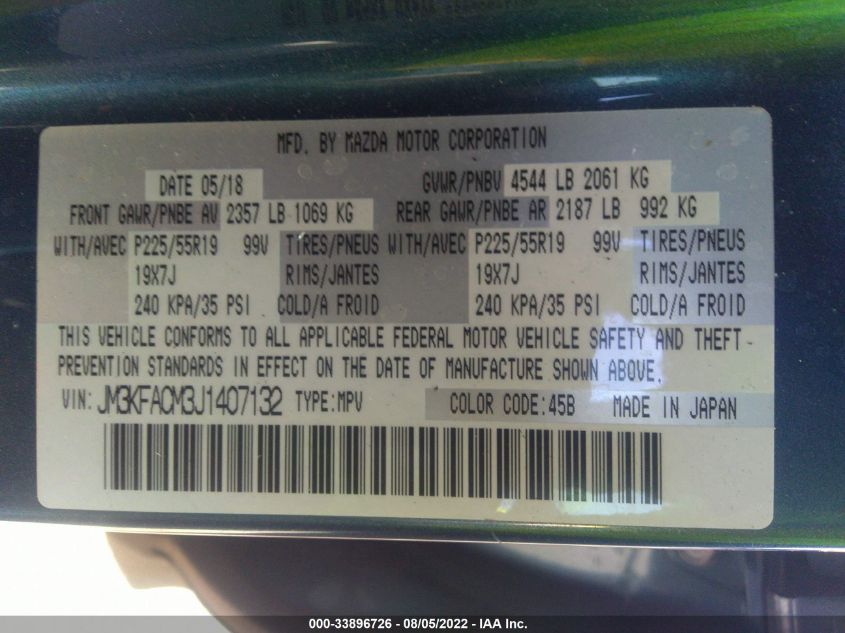 MFD. BY MAZDA MOTOR CORPORATION
DATE 05/18 GVWR/PNBV 4544 LB 2061 KG
FRONT GAWR/PNBE AV 2357 LB 1069 KG REAR GAWR/PNBE AR 2187 LB 992 KG
WITH/AVEC P225/55R19 99V TIRES/PNEUS WITH/AVEC P225/55R19 99V TIRES/PNEUS
19X7J RIMS/JANTES 19X7J RIMS/JANTES
240 KPA/35 PSI COLD/A FROID 240 KPA/35 PSI COLD/A FROID
THIS VEHICLE CONFORMS TO ALL APPLICABLE FEDERAL MOTOR VEHICLE SAFETY AND THEFT-
PREVENTION STANDARDS IN EFFECT ON THE DATE OF MANUFACTURE SHOWN ABOVE.
VIN: JM3KFACM3J1407132 TYPE:MPV COLOR CODE:45B MADE IN JAPAN
000-33896726 - 08/05/2022 - IAA Inc.